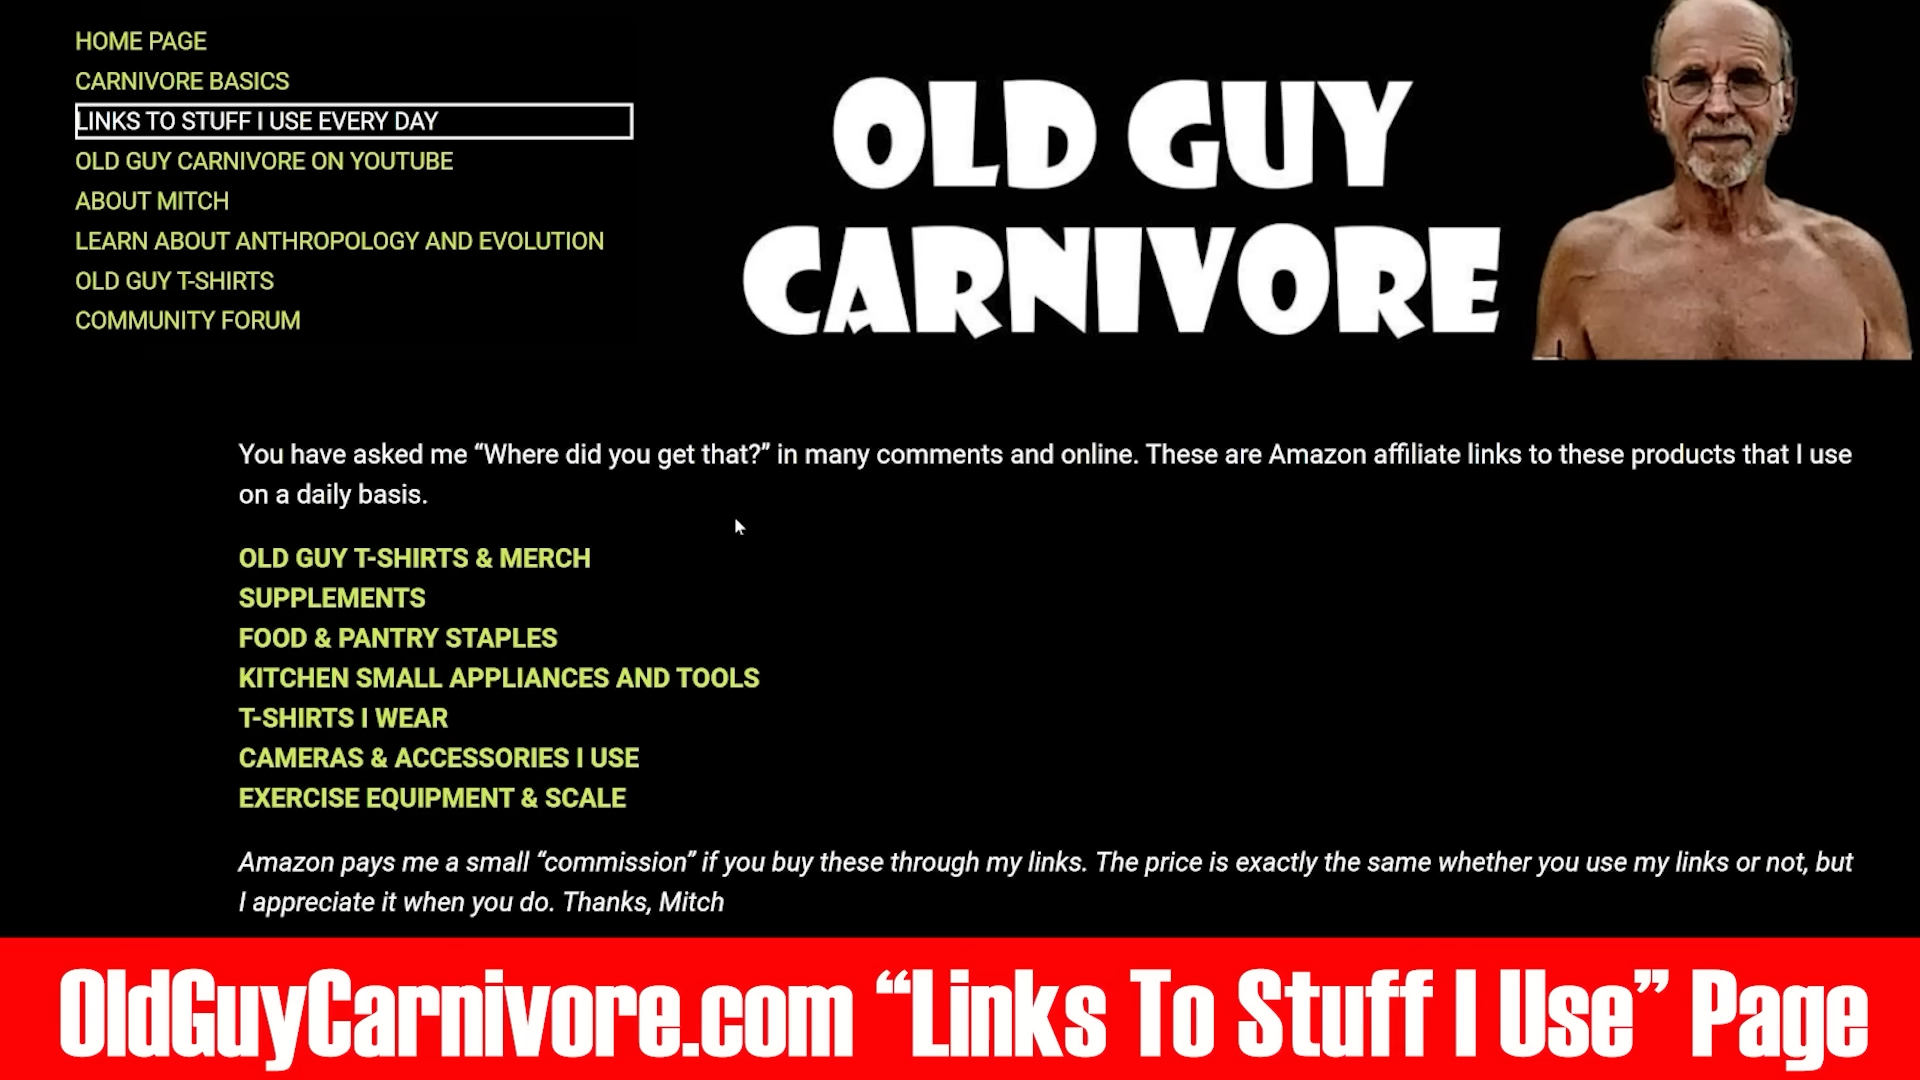 HOME PAGE
CARNIVORE BASICS
LINKS TO STUFF I USE EVERY DAY
OLD GUY CARNIVORE ON YOUTUBE
ABOUT MITCH
LEARN ABOUT ANTHROPOLOGY AND EVOLUTION
OLD GUY T-SHIRTS
COMMUNITY FORUM
OLD GUY
CARNIVORE
You have asked me “Where did you get that?” in many comments and online. These are Amazon affiliate links to these products that I use
on a daily basis.
OLD GUY T-SHIRTS & MERCH
SUPPLEMENTS
FOOD & PANTRY STAPLES
KITCHEN SMALL APPLIANCES AND TOOLS
T-SHIRTS I WEAR
CAMERAS & ACCESSORIES I USE
EXERCISE EQUIPMENT & SCALE
Amazon pays me a small “commission” if you buy these through my links. The price is exactly the same whether you use my links or not, but
I appreciate it when you do. Thanks, Mitch
OldGuyCarnivore.com “Links To Stuff I Use” Page